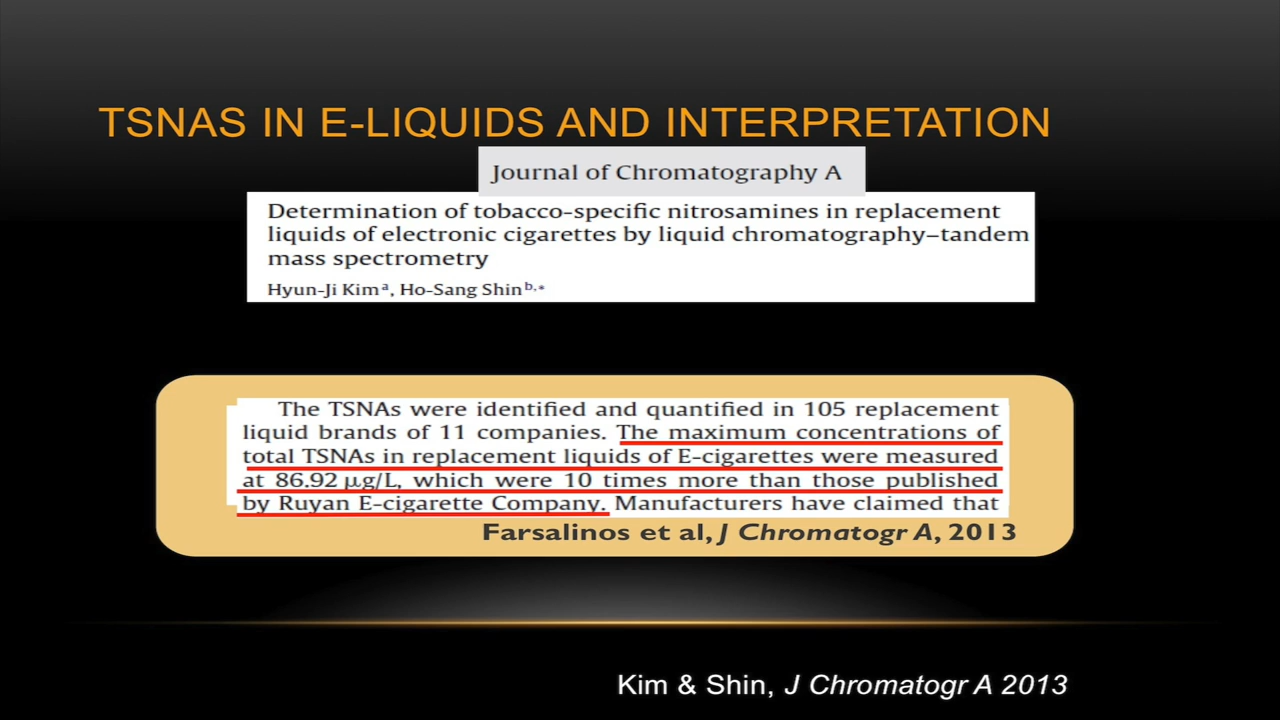 TSNAS IN E-LIQUIDS AND INTERPRETATION
Journal of Chromatography A
Determination of tobacco-specific nitrosamines in replacement
liquids of electronic cigarettes by liquid chromatography–tandem
mass spectrometry
Hyun-Ji Kimᵃ, Ho-Sang Shinᵇ,*
The TSNAs were identified and quantified in 105 replacement
liquid brands of 11 companies. The maximum concentrations of
total TSNAs in replacement liquids of E-cigarettes were measured
at 86.92 μg/L, which were 10 times more than those published
by Ruyan E-cigarette Company. Manufacturers have claimed that
Farsalinos et al, J Chromatogr A, 2013
Kim & Shin, J Chromatogr A 2013